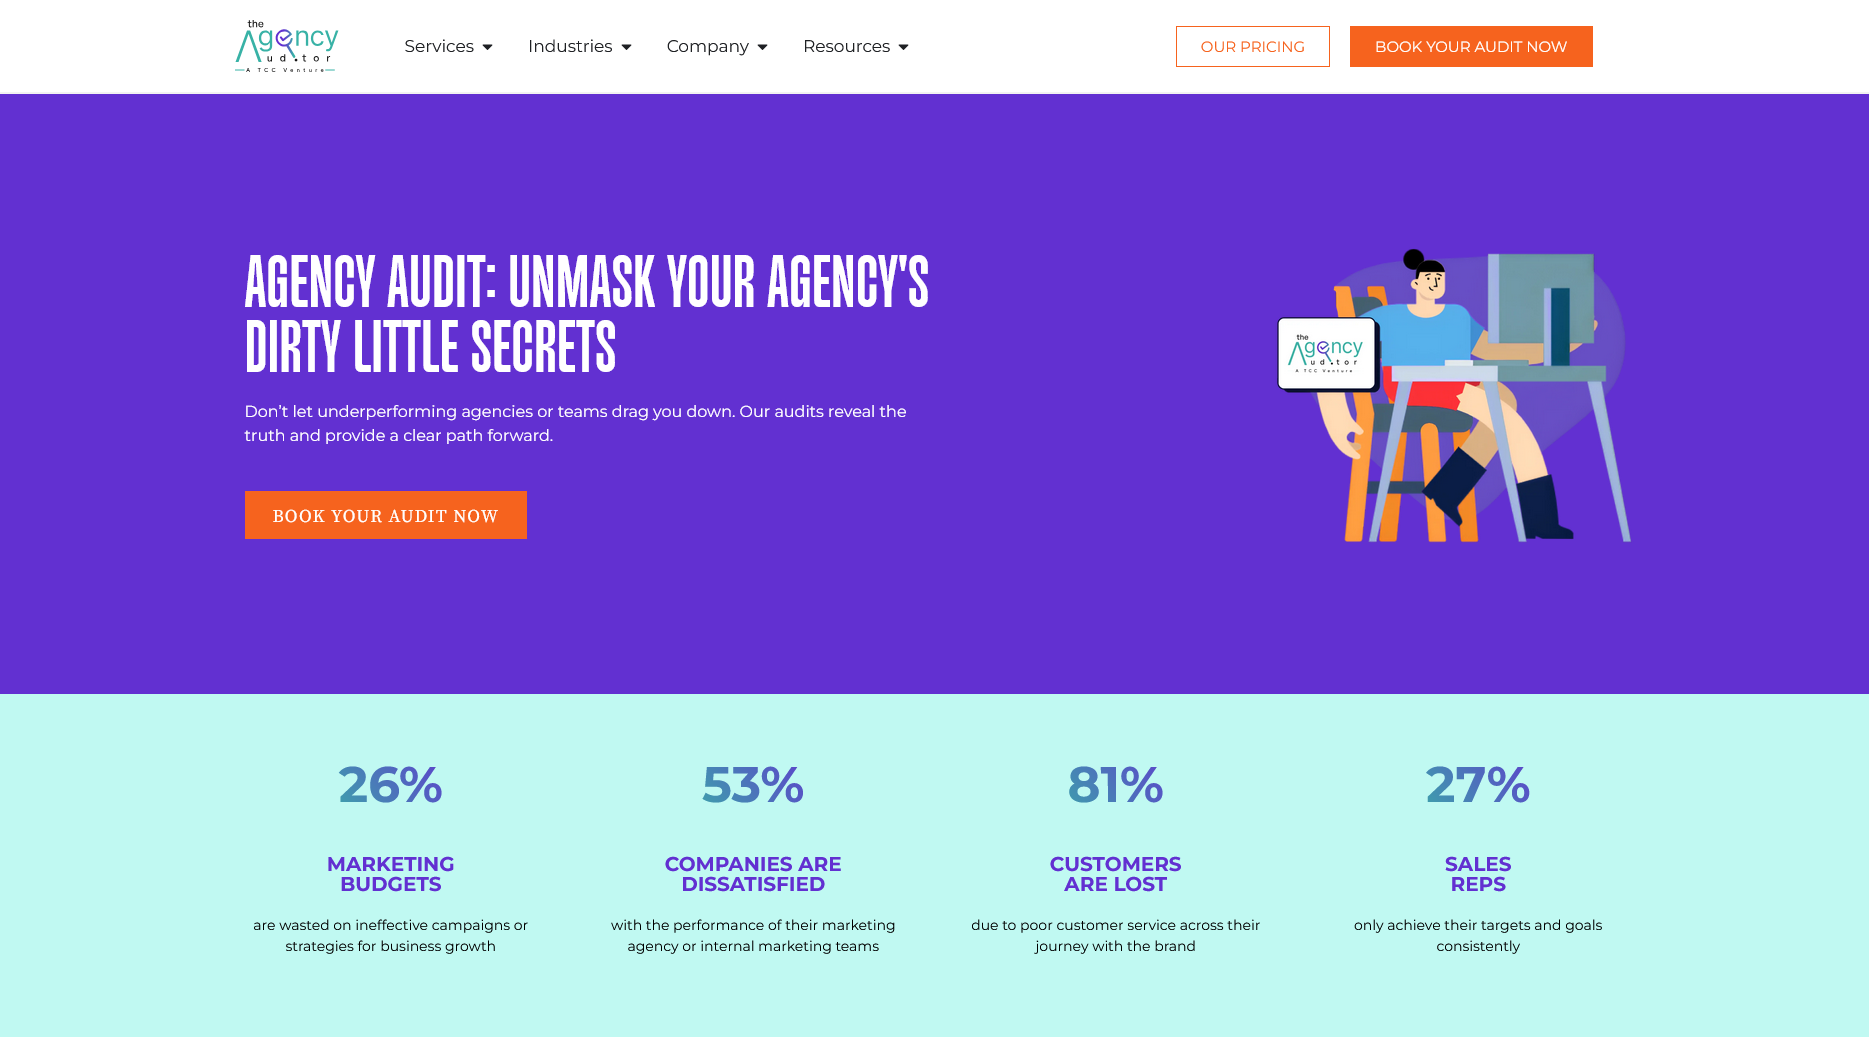 the
Agency
Auditor
A TCC Venture
Services
Industries
Company
Resources
OUR PRICING
BOOK YOUR AUDIT NOW
AGENCY AUDIT: UNMASK YOUR AGENCY'S
DIRTY LITTLE SECRETS
Don’t let underperforming agencies or teams drag you down. Our audits reveal the
truth and provide a clear path forward.
BOOK YOUR AUDIT NOW
the
Agency
Auditor
A TCC Venture
26%
MARKETING
BUDGETS
are wasted on ineffective campaigns or
strategies for business growth
53%
COMPANIES ARE
DISSATISFIED
with the performance of their marketing
agency or internal marketing teams
81%
CUSTOMERS
ARE LOST
due to poor customer service across their
journey with the brand
27%
SALES
REPS
only achieve their targets and goals
consistently